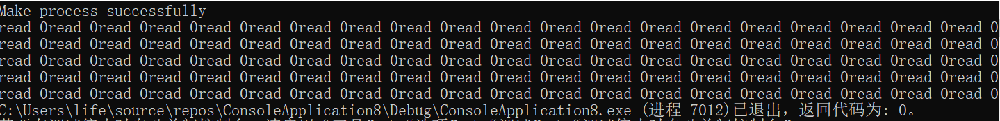 Make process successfully
read 0read 0read 0read 0read 0read 0read 0read 0read 0read 0read 0read 0read 0read 0read 0read 0read 0read 0read 0read 0
read 0read 0read 0read 0read 0read 0read 0read 0read 0read 0read 0read 0read 0read 0read 0read 0read 0read 0read 0read 0
read 0read 0read 0read 0read 0read 0read 0read 0read 0read 0read 0read 0read 0read 0read 0read 0read 0read 0read 0read 0
read 0read 0read 0read 0read 0read 0read 0read 0read 0read 0read 0read 0read 0read 0read 0read 0read 0read 0read 0read 0
read 0read 0read 0read 0read 0read 0read 0read 0read 0read 0read 0read 0read 0read 0read 0read 0read 0read 0read 0read 0
C:\Users\life\source\repos\ConsoleApplication8\Debug\ConsoleApplication8.exe (进程 7012)已退出，返回代码为: 0。